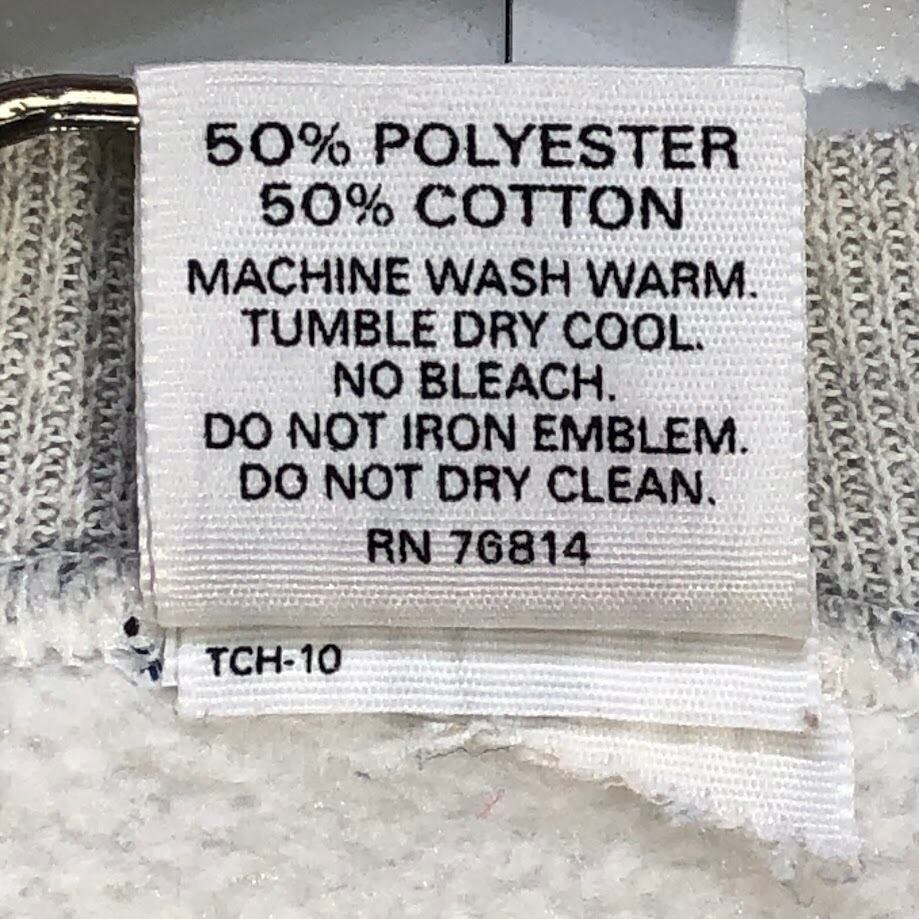 50% POLYESTER
50% COTTON
MACHINE WASH WARM.
TUMBLE DRY COOL.
NO BLEACH.
DO NOT IRON EMBLEM.
DO NOT DRY CLEAN.
RN 76814
TCH-10